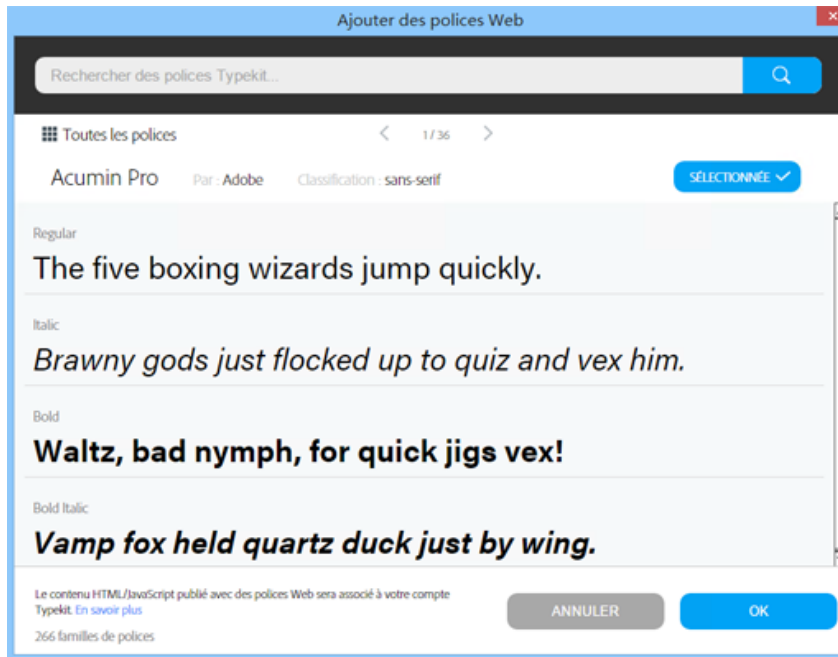 Ajouter des polices Web
Rechercher des polices Typekit...
Toutes les polices
1 / 36
Acumin Pro Par : Adobe Classification : sans-serif SÉLECTIONNÉE
Regular
The five boxing wizards jump quickly.
Italic
Brawny gods just flocked up to quiz and vex him.
Bold
Waltz, bad nymph, for quick jigs vex!
Bold Italic
Vamp fox held quartz duck just by wing.
Le contenu HTML/JavaScript publié avec des polices Web sera associé à votre compte
Typekit. En savoir plus
266 familles de polices
ANNULER OK